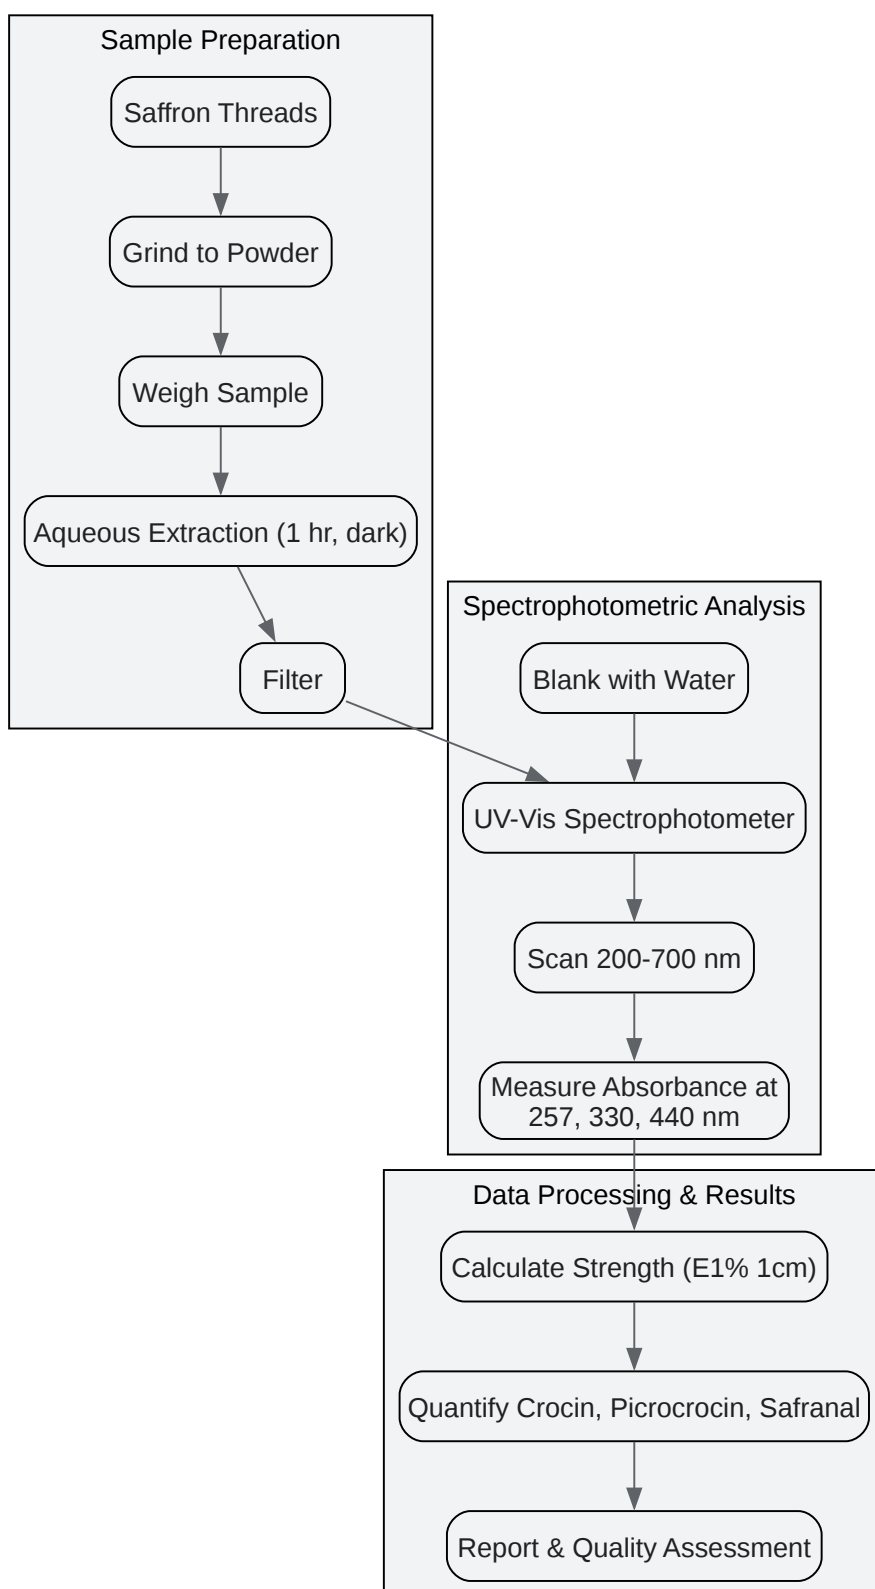 Sample Preparation
Saffron Threads
Grind to Powder
Weigh Sample
Aqueous Extraction (1 hr, dark)
Filter
Spectrophotometric Analysis
Blank with Water
UV-Vis Spectrophotometer
Scan 200-700 nm
Measure Absorbance at
257, 330, 440 nm
Data Processing & Results
Calculate Strength (E1% 1cm)
Quantify Crocin, Picrocrocin, Safranal
Report & Quality Assessment